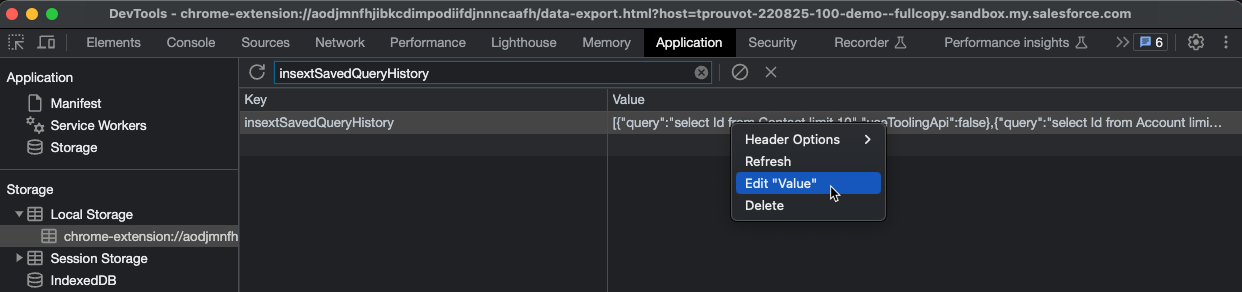 DevTools - chrome-extension://aodjmnfhjibkcdimpodiifdjnnncaafh/data-export.html?host=tprouvot-220825-100-demo--fullcopy.sandbox.my.salesforce.com
Elements Console Sources Network Performance Lighthouse Memory Application Security Recorder Performance insights 6
Application
insextSavedQueryHistory
Manifest
Key Value
Service Workers
insextSavedQueryHistory [{"query":"select Id from Contact limit 10","useToolingApi":false},{"query":"select Id from Account limi…
Storage
Header Options
Refresh
Storage
Edit "Value"
Local Storage
Delete
chrome-extension://aodjmnfh
Session Storage
IndexedDB